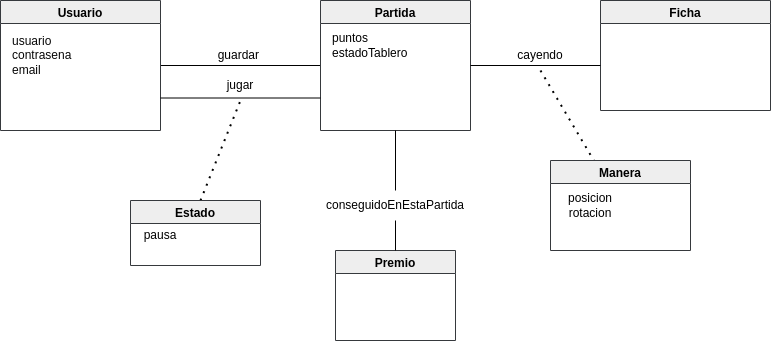 Usuario
usuario
contrasena
email
guardar
jugar
Partida
puntos
estadoTablero
cayendo
Ficha
Estado
pausa
conseguidoEnEstaPartida
Premio
Manera
posicion
rotacion